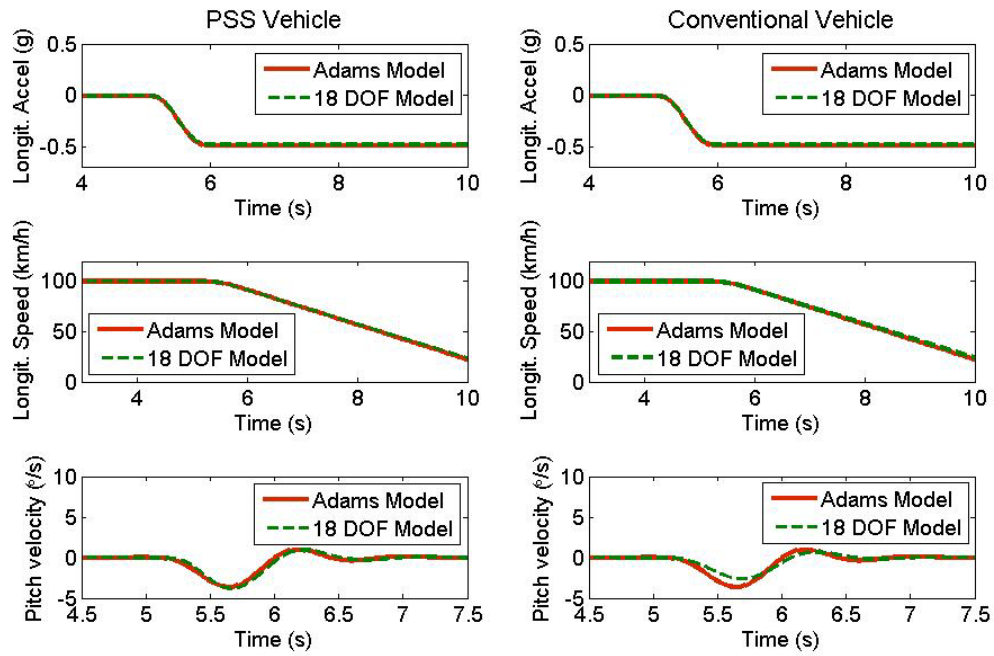 PSS Vehicle
Longit. Accel (g)
0.5
0
-0.5
Adams Model
18 DOF Model
4
6
8
10
Time (s)
Conventional Vehicle
Longit. Accel (g)
0.5
0
-0.5
Adams Model
18 DOF Model
4
6
8
10
Time (s)
Longit. Speed (km/h)
100
50
0
Adams Model
18 DOF Model
4
6
8
10
Time (s)
Longit. Speed (km/h)
100
50
0
Adams Model
18 DOF Model
4
6
8
10
Time (s)
Pitch velocity (°/s)
10
5
0
-5
Adams Model
18 DOF Model
4.5
5
5.5
6
6.5
7
7.5
Time (s)
Pitch velocity (°/s)
10
5
0
-5
Adams Model
18 DOF Model
4.5
5
5.5
6
6.5
7
7.5
Time (s)